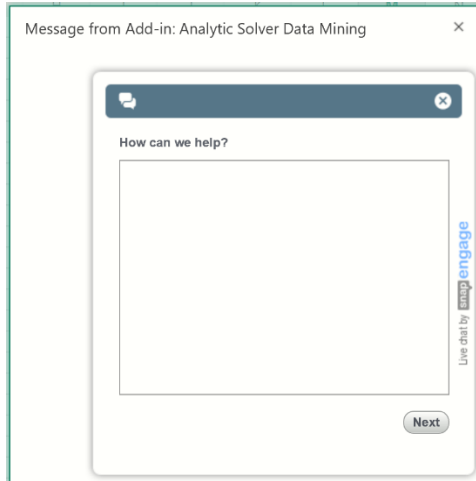 Message from Add-in: Analytic Solver Data Mining
How can we help?
Live chat by snapengage
Next